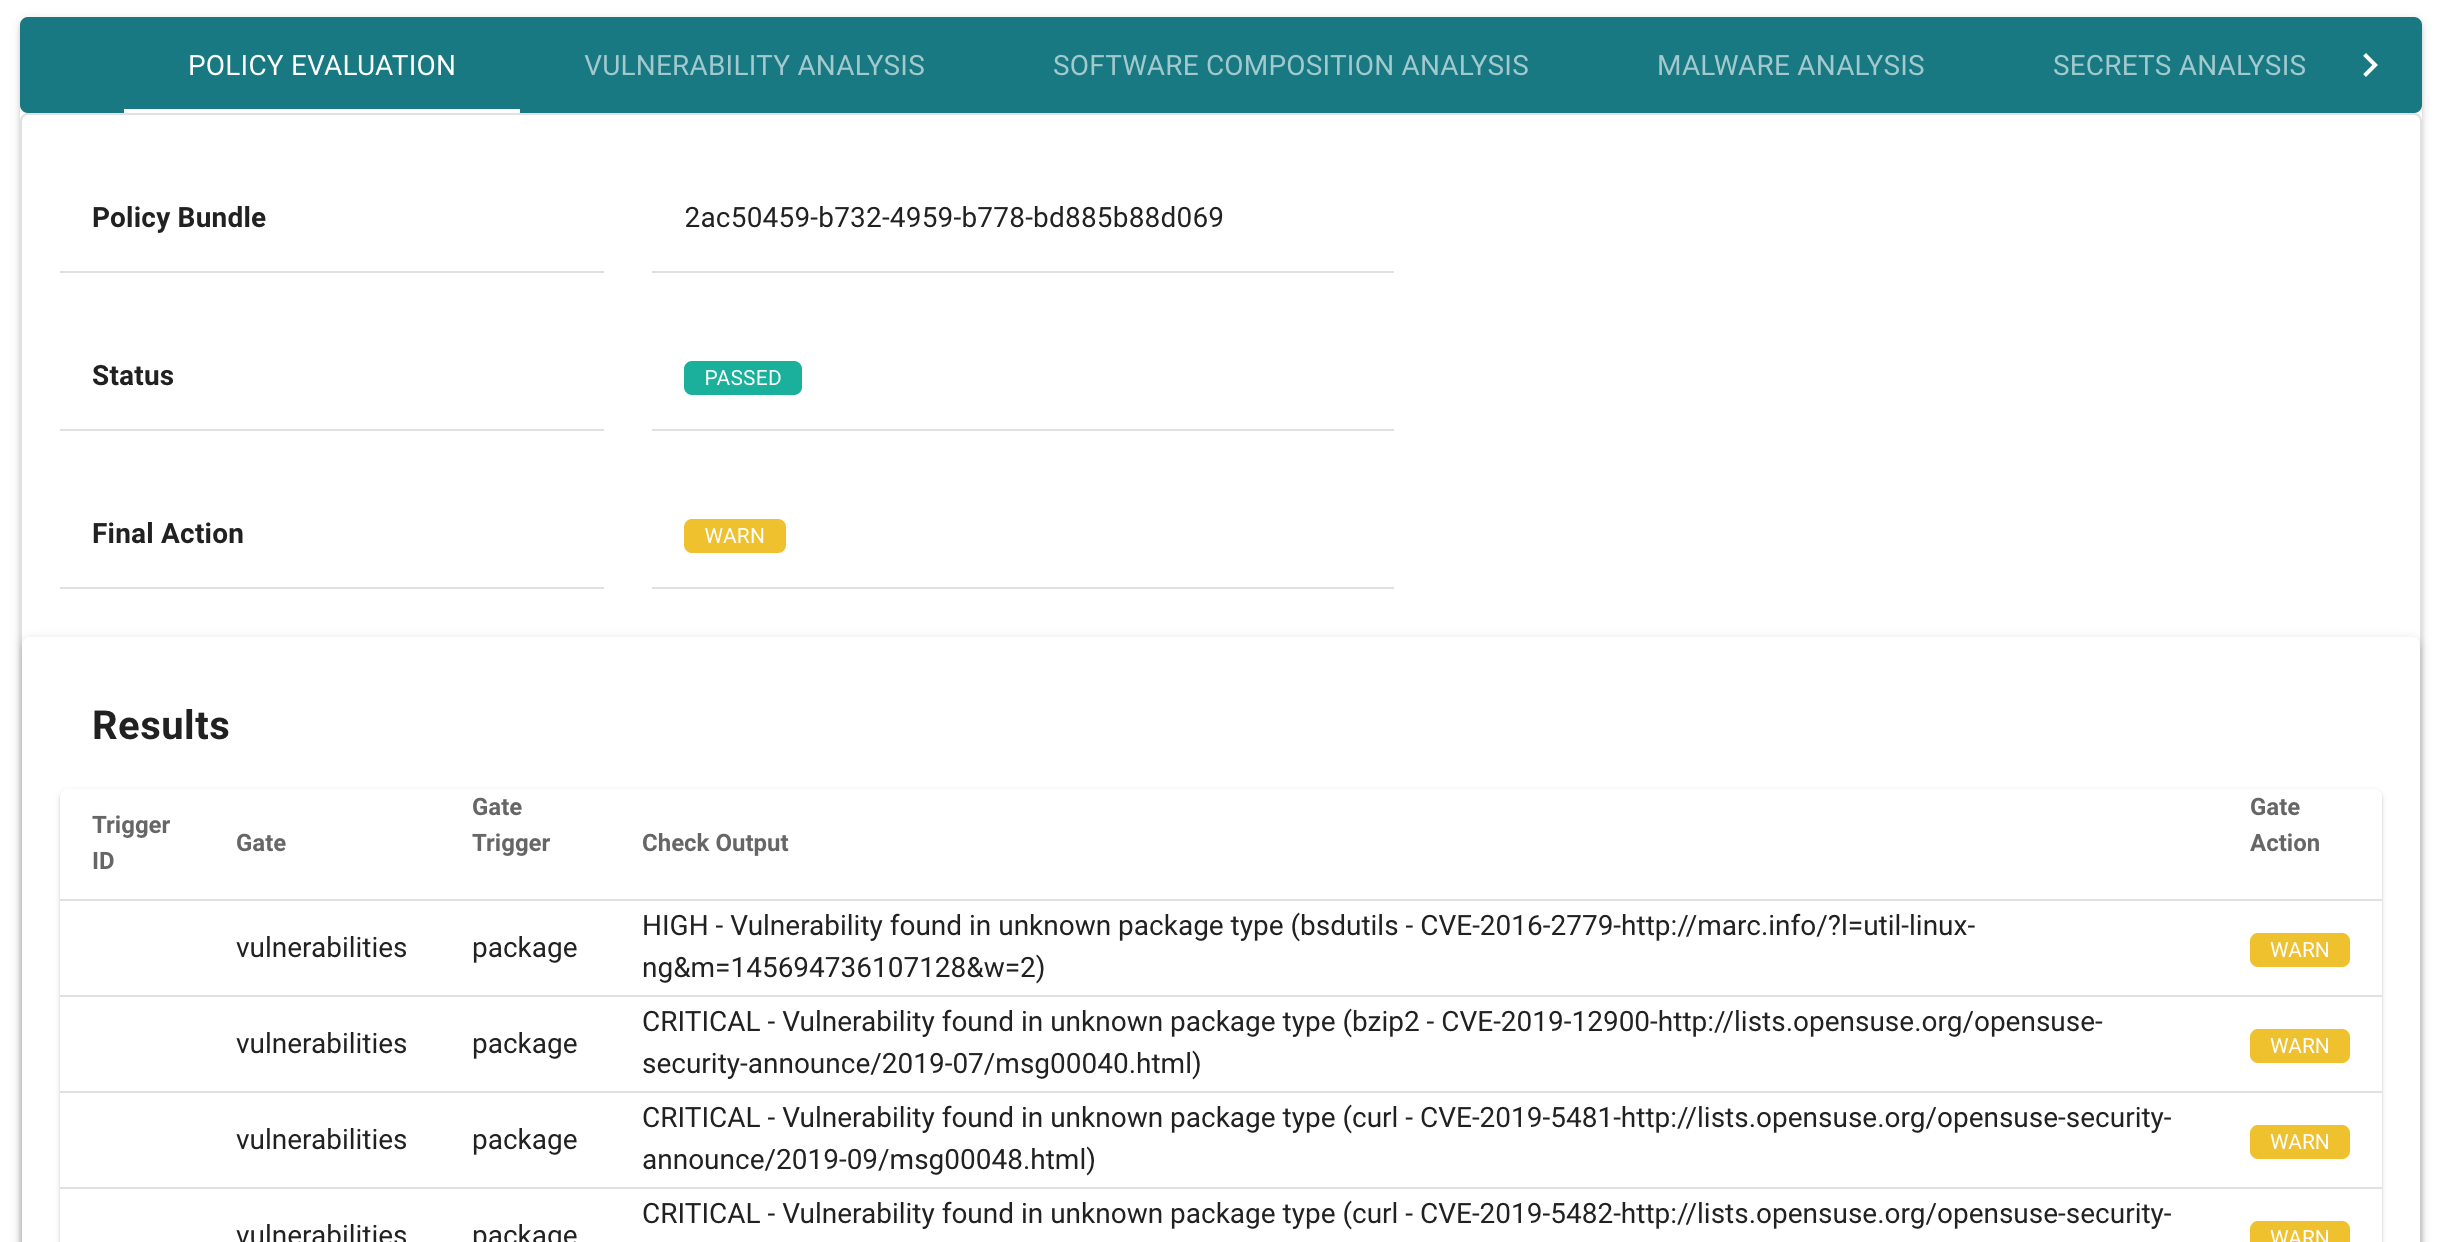 POLICY EVALUATION VULNERABILITY ANALYSIS SOFTWARE COMPOSITION ANALYSIS MALWARE ANALYSIS SECRETS ANALYSIS
Policy Bundle 2ac50459-b732-4959-b778-bd885b88d069
Status PASSED
Final Action WARN
Results
Trigger ID Gate Gate Trigger Check Output Gate Action
vulnerabilities package HIGH - Vulnerability found in unknown package type (bsdutils - CVE-2016-2779-http://marc.info/?l=util-linux-
ng&m=145694736107128&w=2) WARN
vulnerabilities package CRITICAL - Vulnerability found in unknown package type (bzip2 - CVE-2019-12900-http://lists.opensuse.org/opensuse-
security-announce/2019-07/msg00040.html) WARN
vulnerabilities package CRITICAL - Vulnerability found in unknown package type (curl - CVE-2019-5481-http://lists.opensuse.org/opensuse-security-
announce/2019-09/msg00048.html) WARN
vulnerabilities package CRITICAL - Vulnerability found in unknown package type (curl - CVE-2019-5482-http://lists.opensuse.org/opensuse-security-
WARN